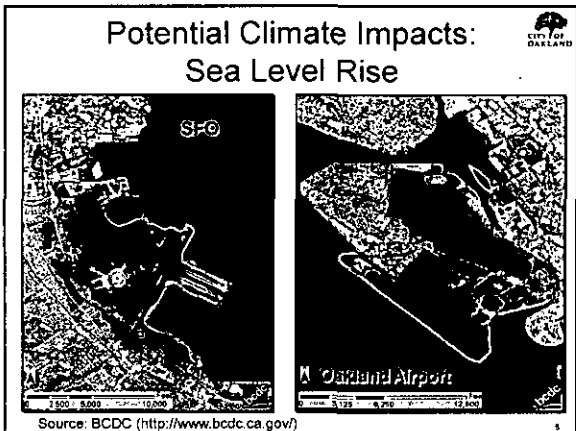 Potential Climate Impacts:
Sea Level Rise
CITY OF
OAKLAND
SFO
bcdc
Oakland Airport
bcdc
Source: BCDC (http://www.bcdc.ca.gov/)